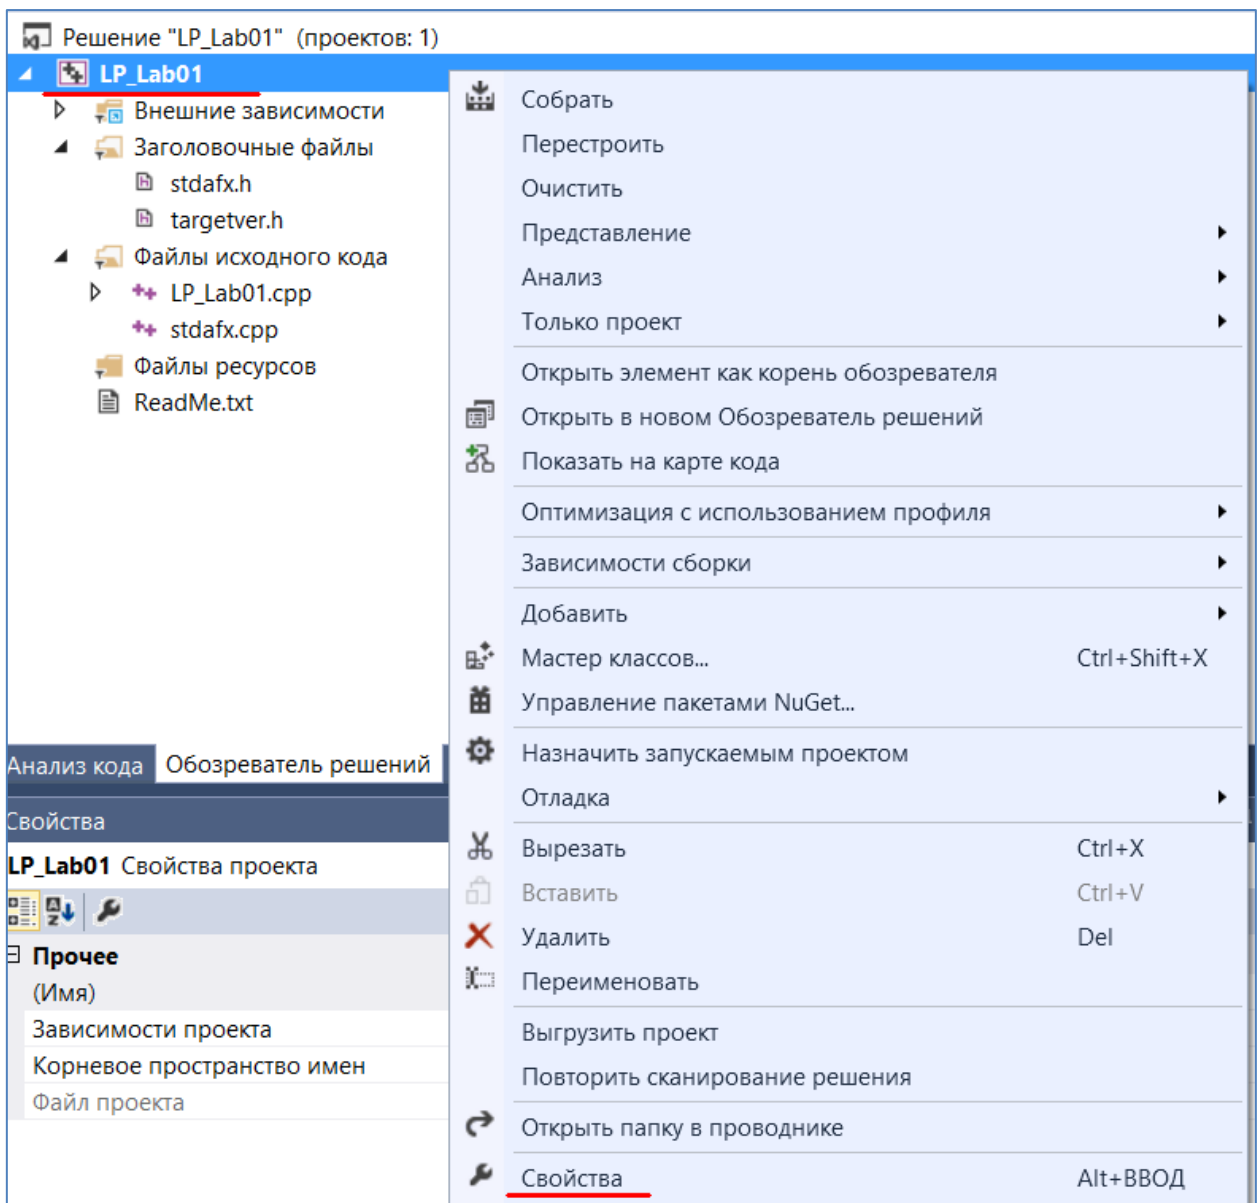 Решение "LP_Lab01" (проектов: 1)
LP_Lab01
Внешние зависимости
Заголовочные файлы
stdafx.h
targetver.h
Файлы исходного кода
LP_Lab01.cpp
stdafx.cpp
Файлы ресурсов
ReadMe.txt
Собрать
Перестроить
Очистить
Представление
Анализ
Только проект
Открыть элемент как корень обозревателя
Открыть в новом Обозреватель решений
Показать на карте кода
Оптимизация с использованием профиля
Зависимости сборки
Добавить
Мастер классов... Ctrl+Shift+X
Управление пакетами NuGet...
Назначить запускаемым проектом
Отладка
Вырезать Ctrl+X
Вставить Ctrl+V
Удалить Del
Переименовать
Выгрузить проект
Повторить сканирование решения
Открыть папку в проводнике
Свойства Alt+ВВОД
Анализ кода Обозреватель решений
Свойства
LP_Lab01 Свойства проекта
Прочее
(Имя)
Зависимости проекта
Корневое пространство имен
Файл проекта